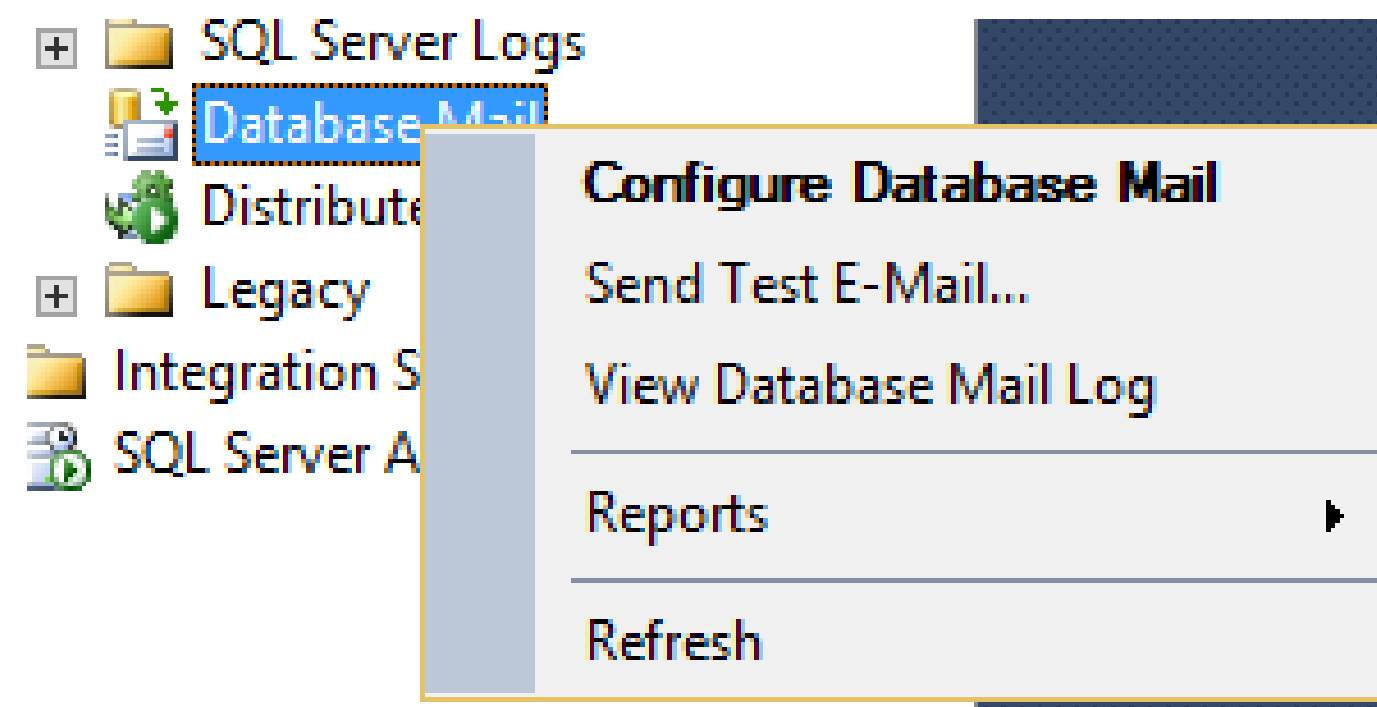 SQL Server Logs
Database Mail
Configure Database Mail
Distribute
Send Test E-Mail...
Legacy
View Database Mail Log
Integration S
SQL Server A
Reports
Refresh